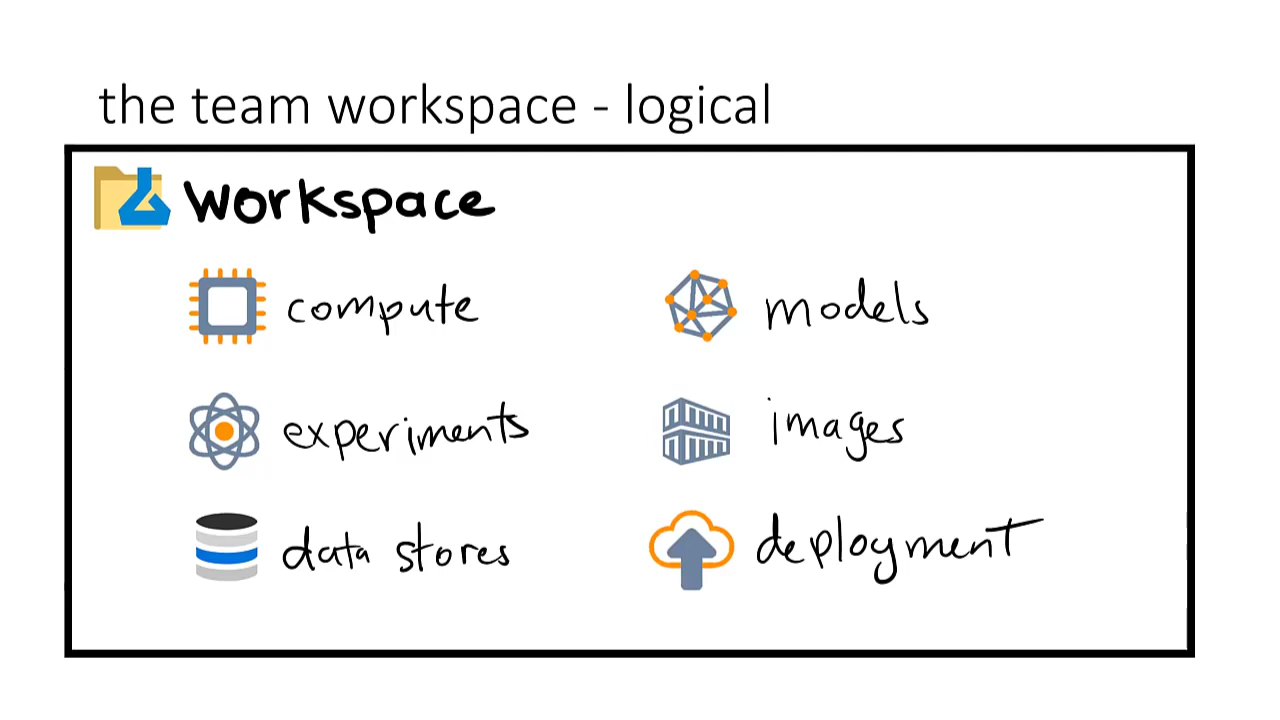 the team workspace - logical
workspace
compute
models
experiments
images
data stores
deployment